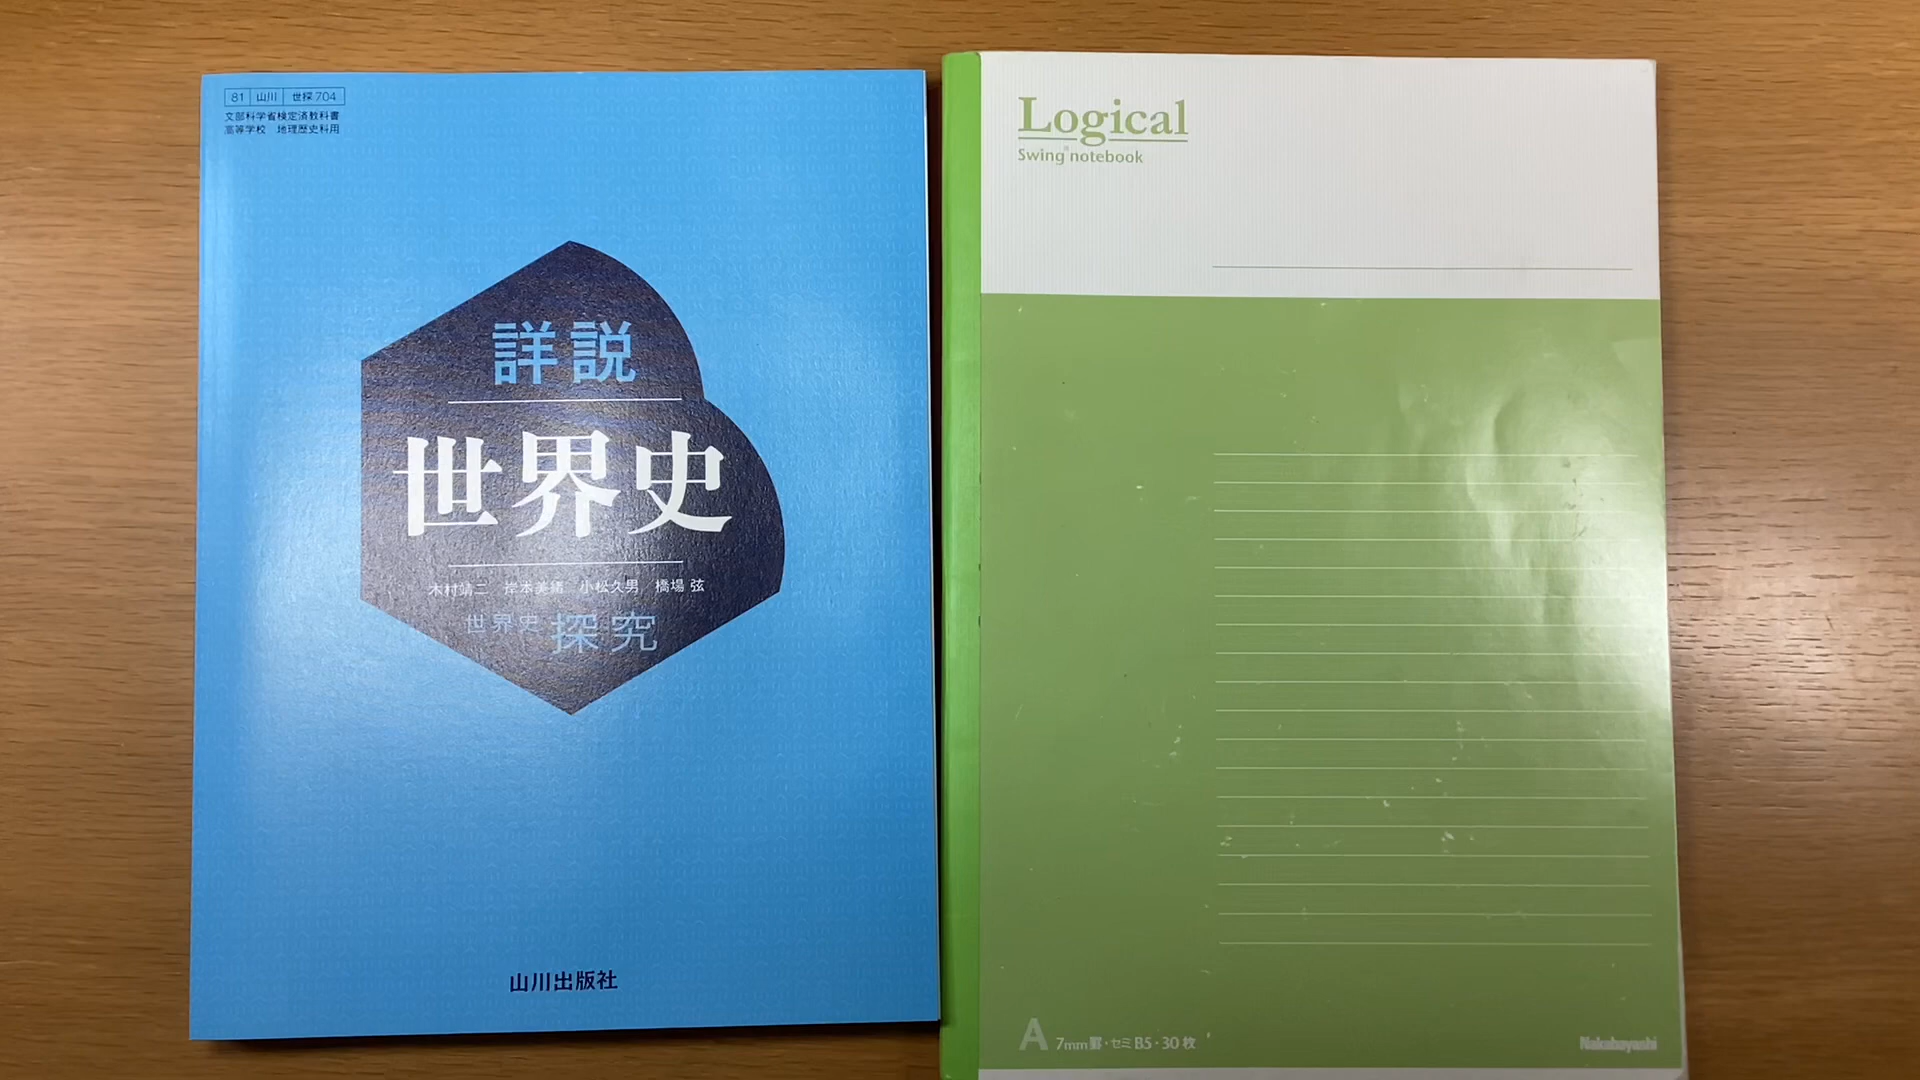 81 山川 世探 704
文部科学省検定済教科書
高等学校 地理歴史科用
詳説
世界史
木村靖二 岸本美緒 小松久男 橋場 弦
世界史 探究
山川出版社
Logical
Swing® notebook
A 7mm罫・セミB5・30枚
Nakabayashi